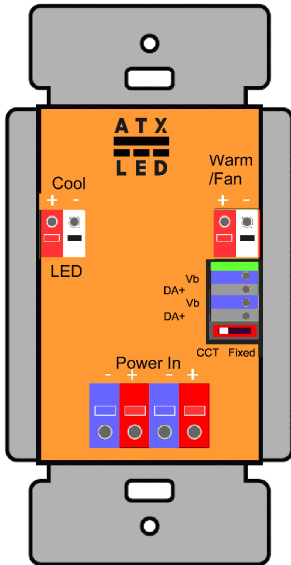 ATX
LED
Cool
Warm
/Fan
+ -
+ -
LED
Vb
DA+
Vb
DA+
CCT Fixed
Power In
- + - +